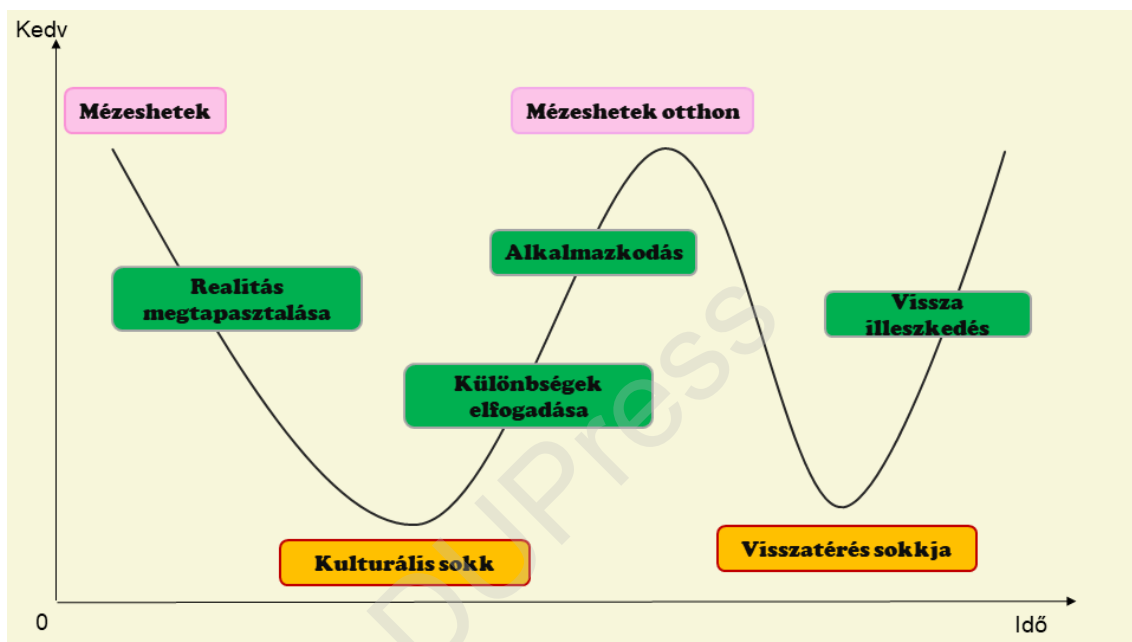 Kedv
Mézeshetek
Mézeshetek otthon
Alkalmazkodás
Realitás
megtapasztalása
Vissza
illeszkedés
Különbségek
elfogadása
Visszatérés sokkja
Kulturális sokk
0
Idő
DUPress